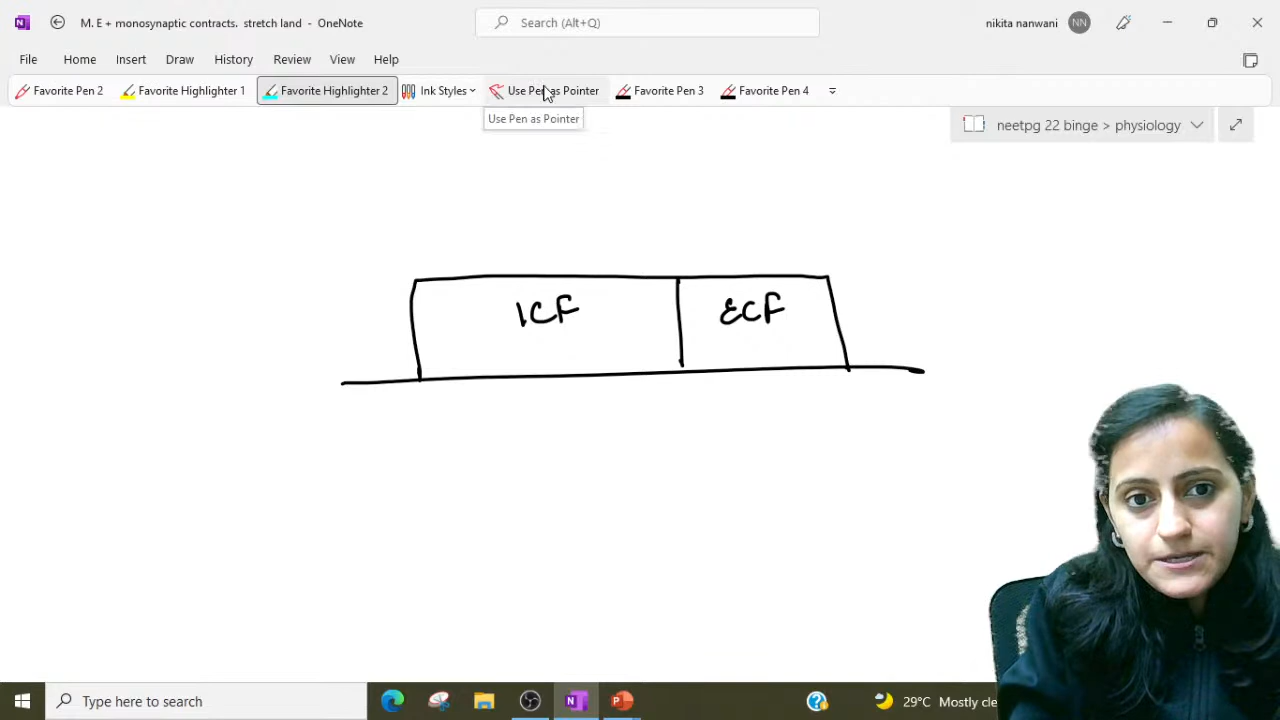 M. E + monosynaptic contracts. stretch land - OneNote
Search (Alt+Q)
nikita nanwani
NN
File Home Insert Draw History Review View Help
Favorite Pen 2 Favorite Highlighter 1 Favorite Highlighter 2 Ink Styles Use Pen as Pointer Favorite Pen 3 Favorite Pen 4
Use Pen as Pointer
neetpg 22 binge > physiology
ICF
ECF
Type here to search
29°C Mostly cle